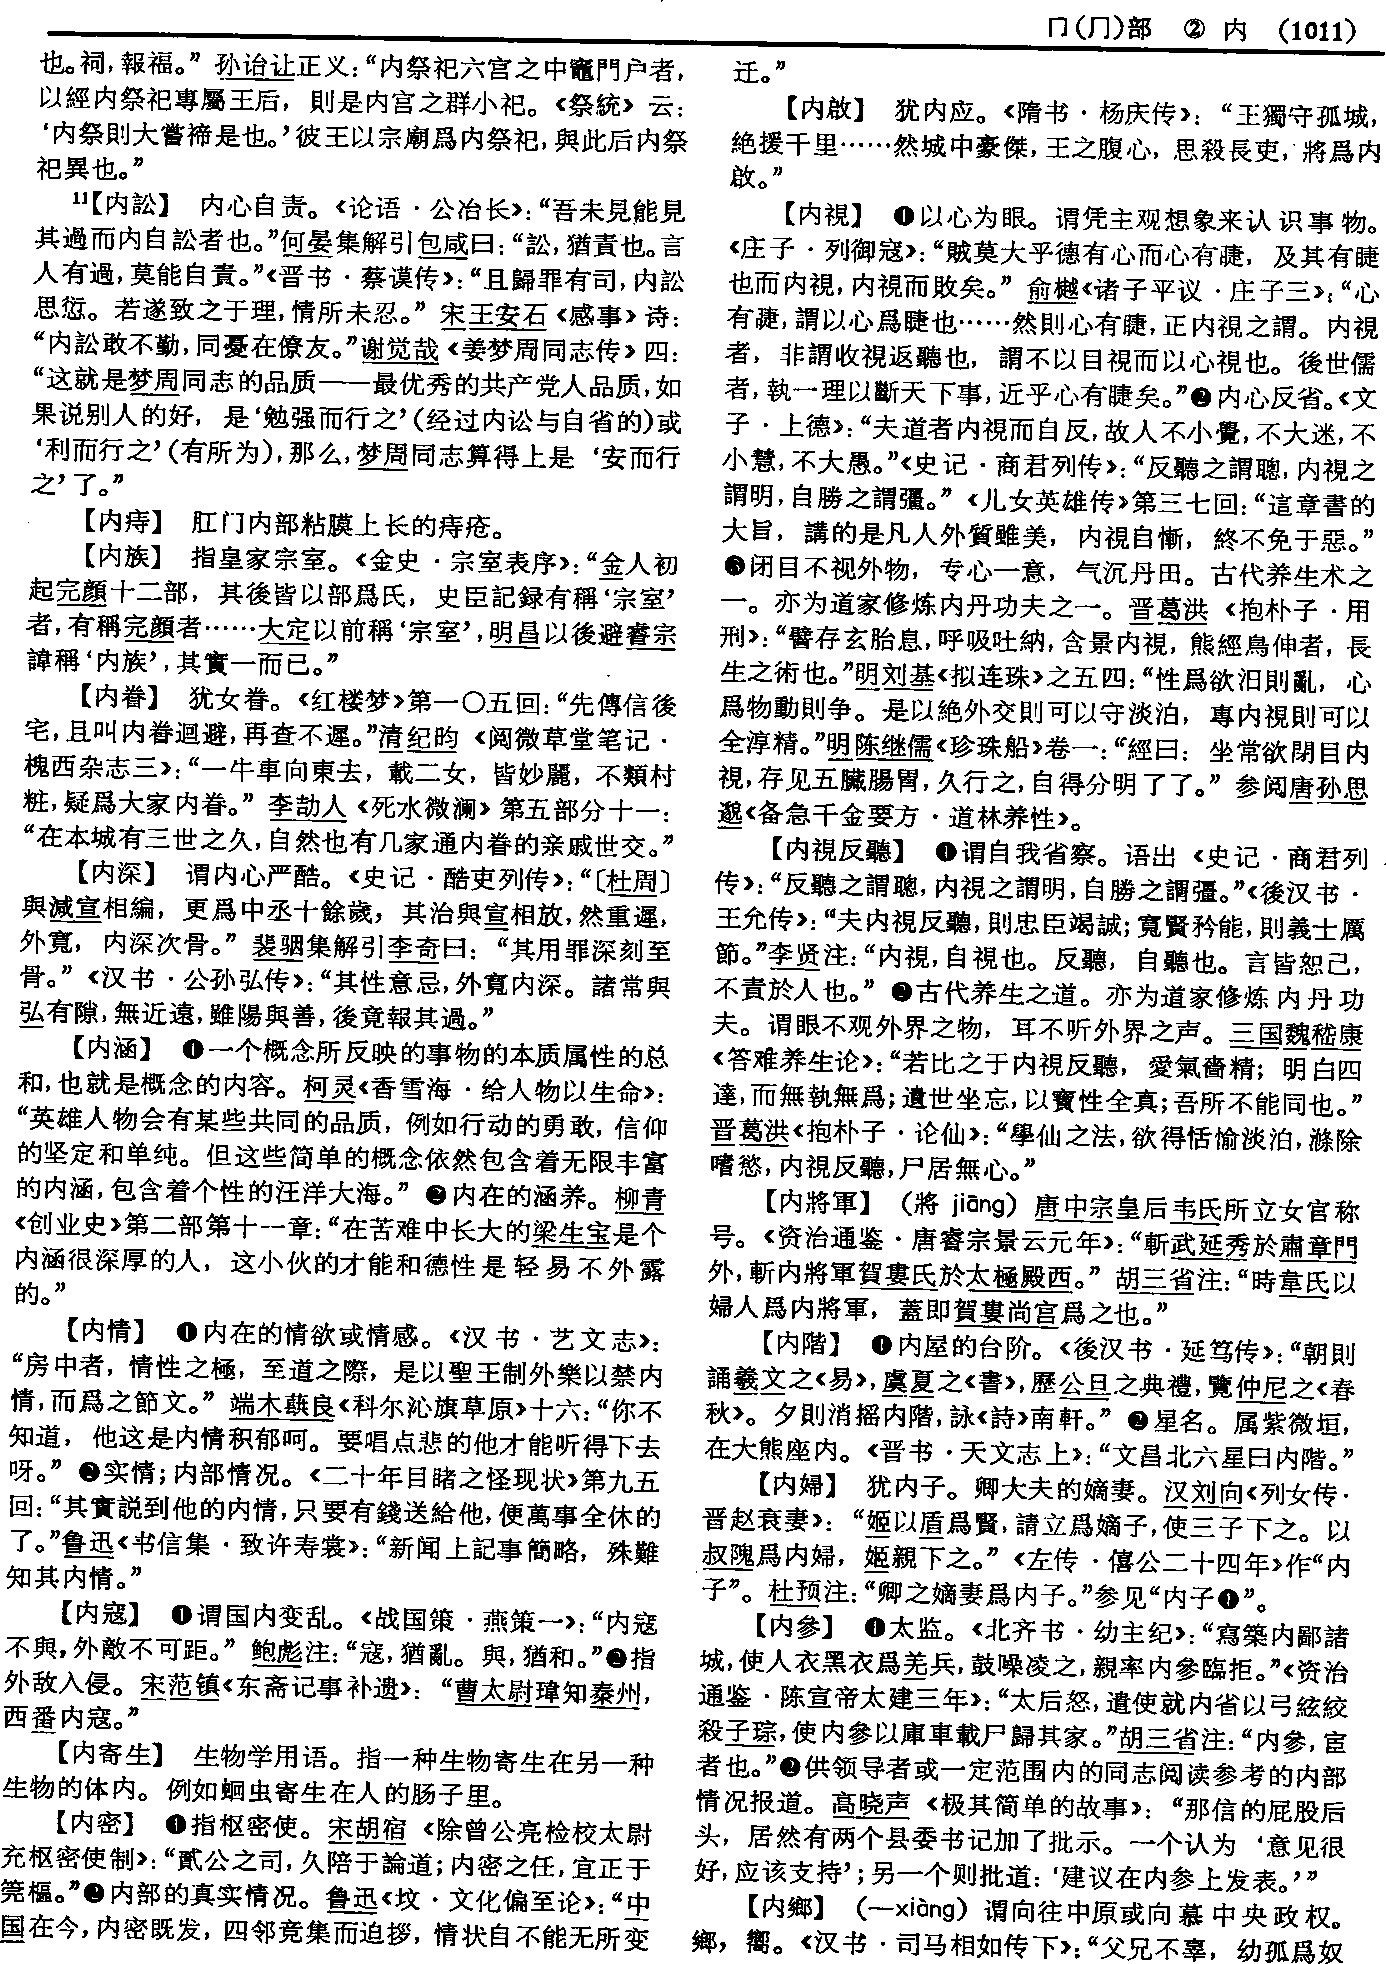 冂(⺆)部 ② 内 (1011)
也。祠，報福。”孙诒让正义：“内祭祀六宫之中竈門户者，
以經内祭祀專屬王后，則是内宫之群小祀。《祭統》云：
‘内祭則大嘗禘是也。’彼王以宗廟爲内祭祀，與此后内祭
祀異也。”
11【内訟】 内心自责。《论语·公冶长》：“吾未見能見
其過而内自訟者也。”何晏集解引包咸曰：“訟，猶責也。言
人有過，莫能自責。”《晋书·蔡谟传》：“且歸罪有司，内訟
思愆。若遂致之于理，情所未忍。”宋王安石《感事》诗：
“内訟敢不勤，同憂在僚友。”谢觉哉《姜梦周同志传》四：
“这就是梦周同志的品质——最优秀的共产党人品质，如
果说别人的好，是‘勉强而行之’（经过内讼与自省的）或
‘利而行之’（有所为），那么，梦周同志算得上是‘安而行
之’了。”
【内痔】 肛门内部粘膜上长的痔疮。
【内族】 指皇家宗室。《金史·宗室表序》：“金人初
起完顔十二部，其後皆以部爲氏，史臣記録有稱‘宗室’
者，有稱完顔者……大定以前稱‘宗室’，明昌以後避睿宗
諱稱‘内族’，其實一而已。”
【内眷】 犹女眷。《红楼梦》第一〇五回：“先傳信後
宅，且叫内眷迴避，再查不遲。”清纪昀《阅微草堂笔记·
槐西杂志三》：“一牛車向東去，載二女，皆妙麗，不類村
粧，疑爲大家内眷。”李劼人《死水微澜》第五部分十一：
“在本城有三世之久，自然也有几家通内眷的亲戚世交。”
【内深】 谓内心严酷。《史记·酷吏列传》：“〔杜周〕
與減宣相編，更爲中丞十餘歲，其治與宣相放，然重遲，
外寬，内深次骨。”裴骃集解引李奇曰：“其用罪深刻至
骨。”《汉书·公孙弘传》：“其性意忌，外寬内深。諸常與
弘有隙，無近遠，雖陽與善，後竟報其過。”
【内涵】 ❶一个概念所反映的事物的本质属性的总
和，也就是概念的内容。柯灵《香雪海·给人物以生命》：
“英雄人物会有某些共同的品质，例如行动的勇敢，信仰
的坚定和单纯。但这些简单的概念依然包含着无限丰富
的内涵，包含着个性的汪洋大海。”❷内在的涵养。柳青
《创业史》第二部第十一章：“在苦难中长大的梁生宝是个
内涵很深厚的人，这小伙的才能和德性是轻易不外露
的。”
【内情】 ❶内在的情欲或情感。《汉书·艺文志》：
“房中者，情性之極，至道之際，是以聖王制外樂以禁内
情，而爲之節文。”端木蕻良《科尔沁旗草原》十六：“你不
知道，他这是内情积郁呵。要唱点悲的他才能听得下去
呀。”❷实情；内部情况。《二十年目睹之怪现状》第九五
回：“其實説到他的内情，只要有錢送給他，便萬事全休的
了。”鲁迅《书信集·致许寿裳》：“新闻上記事簡略，殊難
知其内情。”
【内寇】 ❶谓国内变乱。《战国策·燕策一》：“内寇
不與，外敵不可距。”鲍彪注：“寇，猶亂。與，猶和。”❷指
外敌入侵。宋范镇《东斋记事补遗》：“曹太尉瑋知秦州，
西番内寇。”
【内寄生】 生物学用语。指一种生物寄生在另一种
生物的体内。例如蛔虫寄生在人的肠子里。
【内密】 ❶指枢密使。宋胡宿《除曾公亮检校太尉
充枢密使制》：“貳公之司，久陪于論道；内密之任，宜正于
筦樞。”❷内部的真实情况。鲁迅《坟·文化偏至论》：“中
国在今，内密既发，四邻竞集而迫拶，情状自不能无所变
迁。”
【内啟】 犹内应。《隋书·杨庆传》：“王獨守孤城，
絶援千里……然城中豪傑，王之腹心，思殺長吏，將爲内
啟。”
【内視】 ❶以心为眼。谓凭主观想象来认识事物。
《庄子·列御寇》：“賊莫大乎德有心而心有睫，及其有睫
也而内視，内視而敗矣。”俞樾《诸子平议·庄子三》：“心
有睫，謂以心爲睫也……然則心有睫，正内視之謂。内視
者，非謂收視返聽也，謂不以目視而以心視也。後世儒
者，執一理以斷天下事，近乎心有睫矣。”❷内心反省。《文
子·上德》：“夫道者内視而自反，故人不小覺，不大迷，不
小慧，不大愚。”《史记·商君列传》：“反聽之謂聰，内視之
謂明，自勝之謂彊。”《儿女英雄传》第三七回：“這章書的
大旨，講的是凡人外質雖美，内視自慚，終不免于惡。”
❸闭目不视外物，专心一意，气沉丹田。古代养生术之
一。亦为道家修炼内丹功夫之一。晋葛洪《抱朴子·用
刑》：“譬存玄胎息，呼吸吐納，含景内視，熊經鳥伸者，長
生之術也。”明刘基《拟连珠》之五四：“性爲欲汨則亂，心
爲物動則争。是以絶外交則可以守淡泊，專内視則可以
全淳精。”明陈继儒《珍珠船》卷一：“經曰：坐常欲閉目内
視，存见五臟腸胃，久行之，自得分明了了。”参阅唐孙思
邈《备急千金要方·道林养性》。
【内視反聽】 ❶谓自我省察。语出《史记·商君列
传》：“反聽之謂聰，内視之謂明，自勝之謂彊。”《後汉书·
王允传》：“夫内視反聽，則忠臣竭誠；寬賢矜能，則義士厲
節。”李贤注：“内視，自視也。反聽，自聽也。言皆恕己，
不責於人也。”❷古代养生之道。亦为道家修炼内丹功
夫。谓眼不观外界之物，耳不听外界之声。三国魏嵇康
《答难养生论》：“若比之于内視反聽，愛氣嗇精；明白四
達，而無執無爲；遺世坐忘，以寶性全真；吾所不能同也。”
晋葛洪《抱朴子·论仙》：“學仙之法，欲得恬愉淡泊，滌除
嗜慾，内視反聽，尸居無心。”
【内將軍】（將 jiāng）唐中宗皇后韦氏所立女官称
号。《资治通鉴·唐睿宗景云元年》：“斬武延秀於肅章門
外，斬内將軍賀婁氏於太極殿西。”胡三省注：“時韋氏以
婦人爲内將軍，蓋即賀婁尚宫爲之也。”
【内階】 ❶内屋的台阶。《後汉书·延笃传》：“朝則
誦羲文之《易》，虞夏之《書》，歷公旦之典禮，覽仲尼之《春
秋》。夕則消摇内階，詠《詩》南軒。”❷星名。属紫微垣，
在大熊座内。《晋书·天文志上》：“文昌北六星曰内階。”
【内婦】 犹内子。卿大夫的嫡妻。汉刘向《列女传·
晋赵衰妻》：“姬以盾爲賢，請立爲嫡子，使三子下之。以
叔隗爲内婦，姬親下之。”《左传·僖公二十四年》作“内
子”。杜预注：“卿之嫡妻爲内子。”参见“内子❶”。
【内參】 ❶太监。《北齐书·幼主纪》：“寫築内鄙諸
城，使人衣黑衣爲羌兵，鼓噪凌之，親率内參臨拒。”《资治
通鉴·陈宣帝太建三年》：“太后怒，遣使就内省以弓絃絞
殺子琮，使内參以庫車載尸歸其家。”胡三省注：“内參，宦
者也。”❷供领导者或一定范围内的同志阅读参考的内部
情况报道。高晓声《极其简单的故事》：“那信的屁股后
头，居然有两个县委书记加了批示。一个认为‘意见很
好，应该支持’；另一个则批道：‘建议在内参上发表。’”
【内鄉】（—xiàng）谓向往中原或向慕中央政权。
鄉，嚮。《汉书·司马相如传下》：“父兄不辜，幼孤爲奴